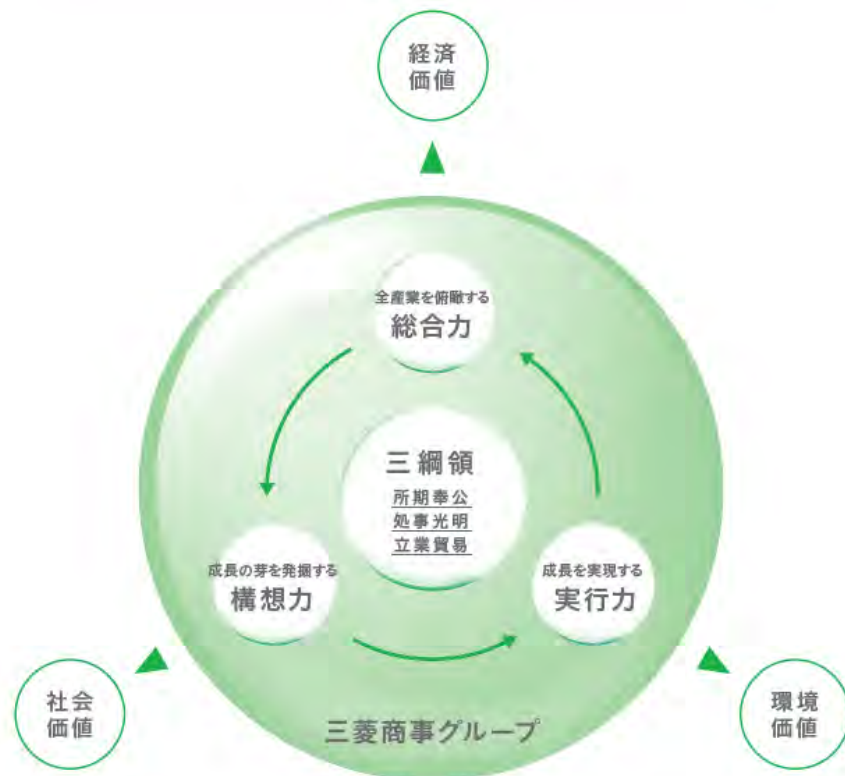 経済
価値
全産業を俯瞰する
総合力
三綱領
所期奉公
処事光明
立業貿易
成長の芽を発掘する
構想力
成長を実現する
実行力
社会
価値
環境
価値
三菱商事グループ